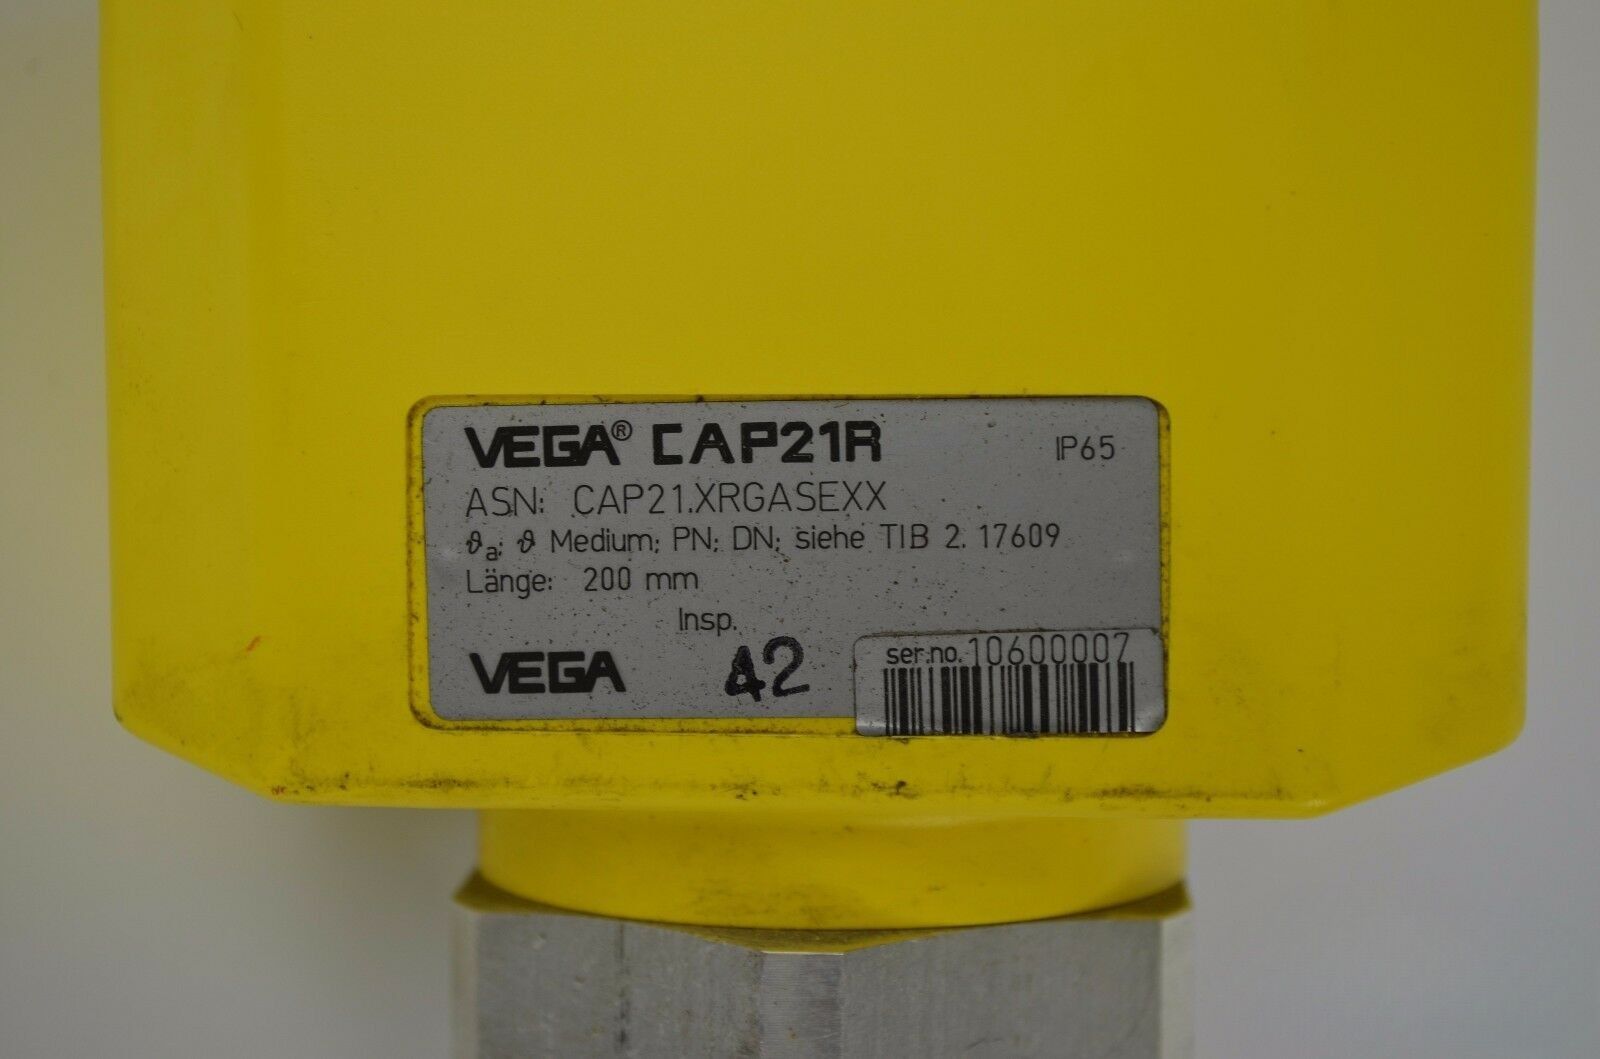 VEGA® CAP21R IP65
ASN: CAP21.XRGASEXX
ϑa; ϑ Medium; PN; DN; siehe TIB 2. 17609
Länge: 200 mm
Insp.
VEGA 42 ser.no. 10600007